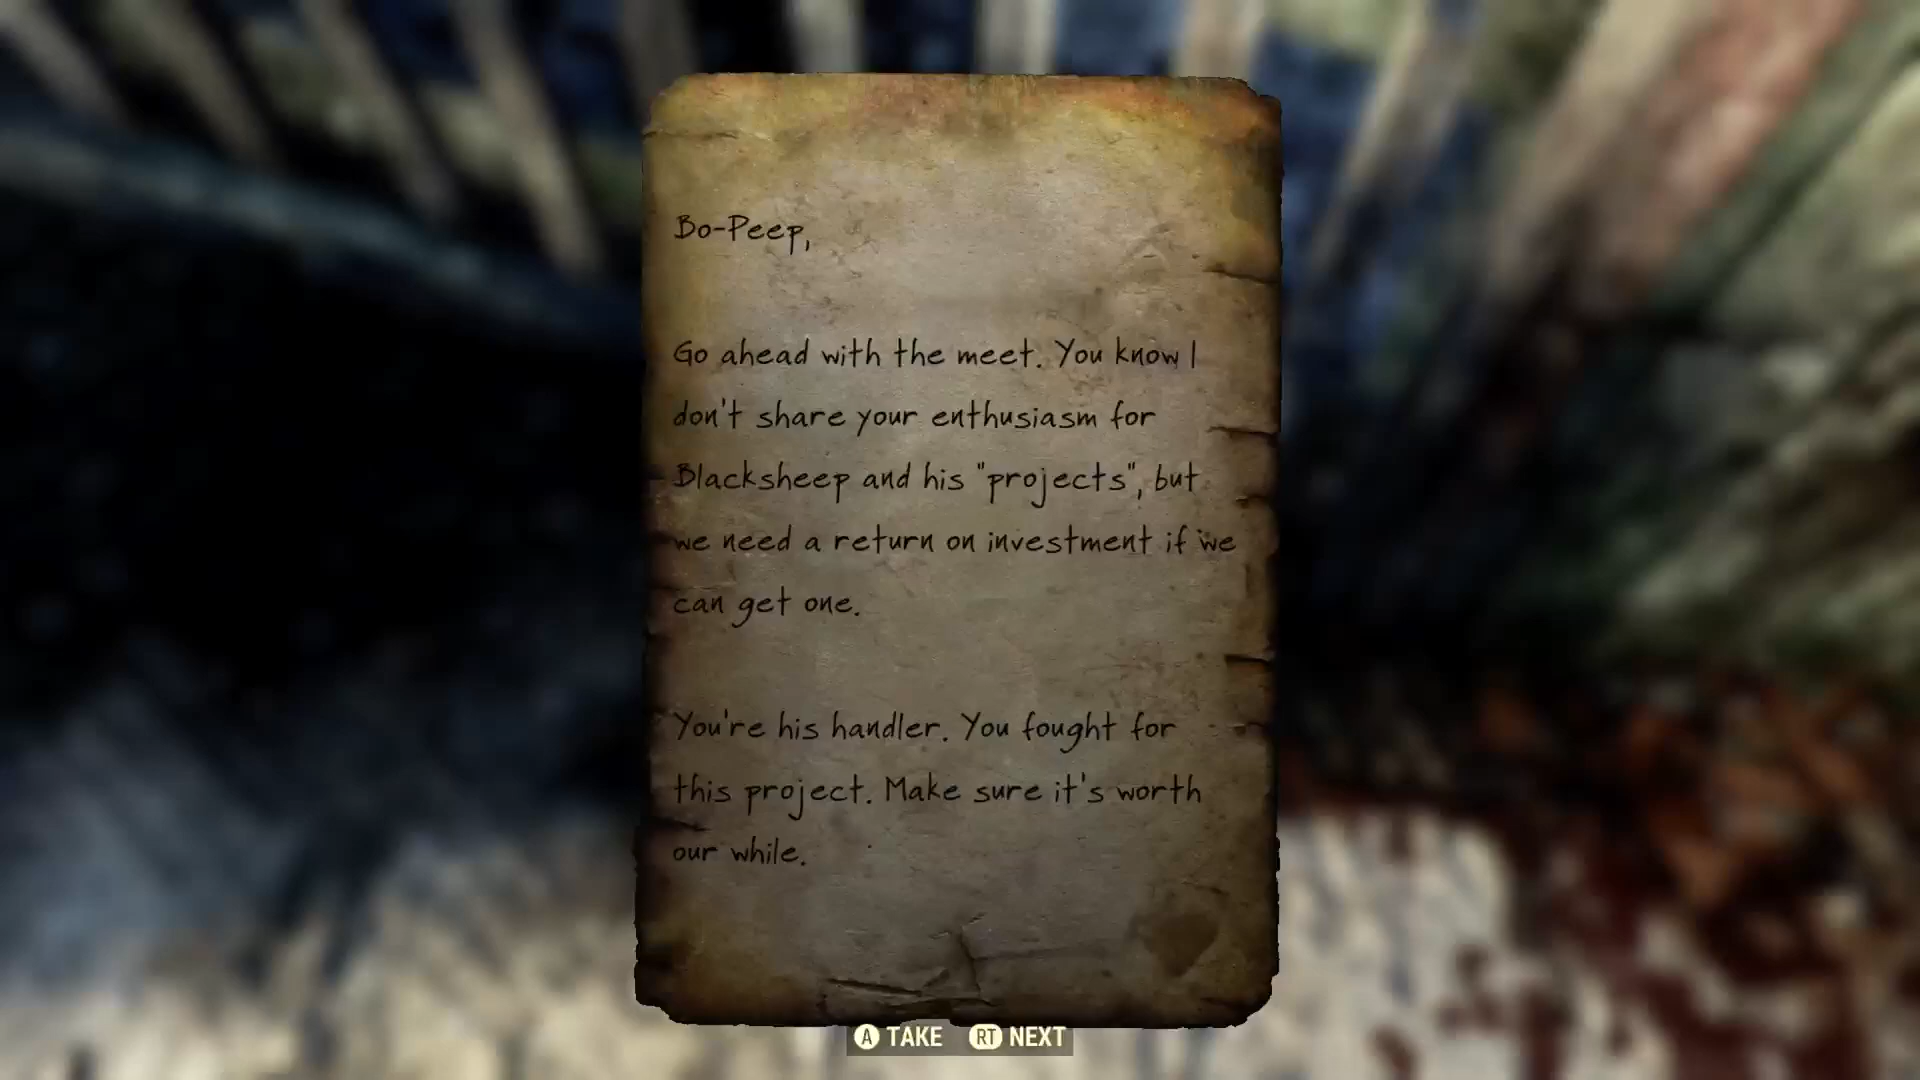 Bo-Peep,
Go ahead with the meet. You know I
don't share your enthusiasm for
Blacksheep and his "projects", but
we need a return on investment if we
can get one.
You're his handler. You fought for
this project. Make sure it's worth
our while.
A TAKE RT NEXT